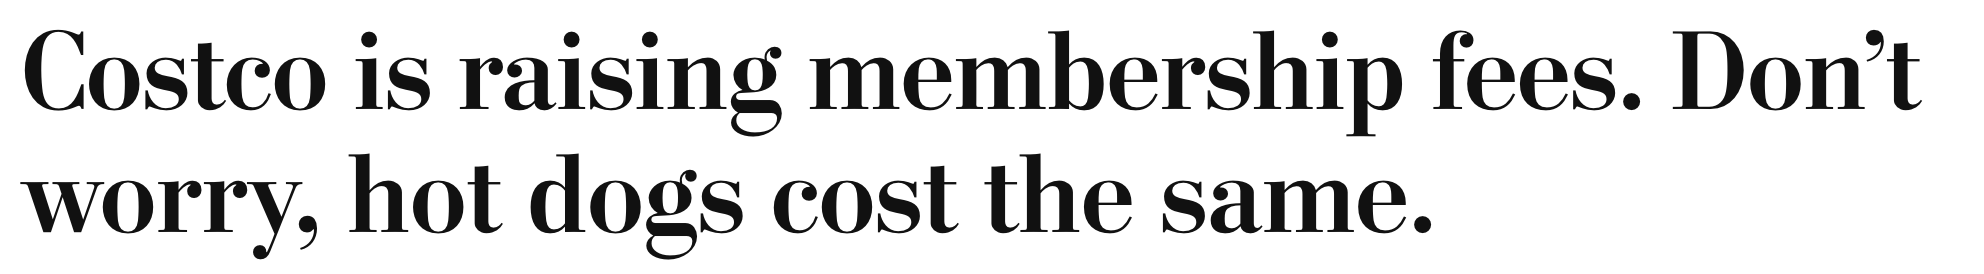 Costco is raising membership fees. Don’t
worry, hot dogs cost the same.